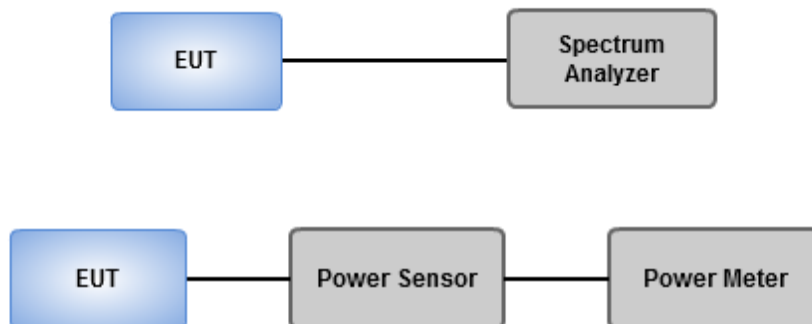 EUT
Spectrum
Analyzer
EUT
Power Sensor
Power Meter